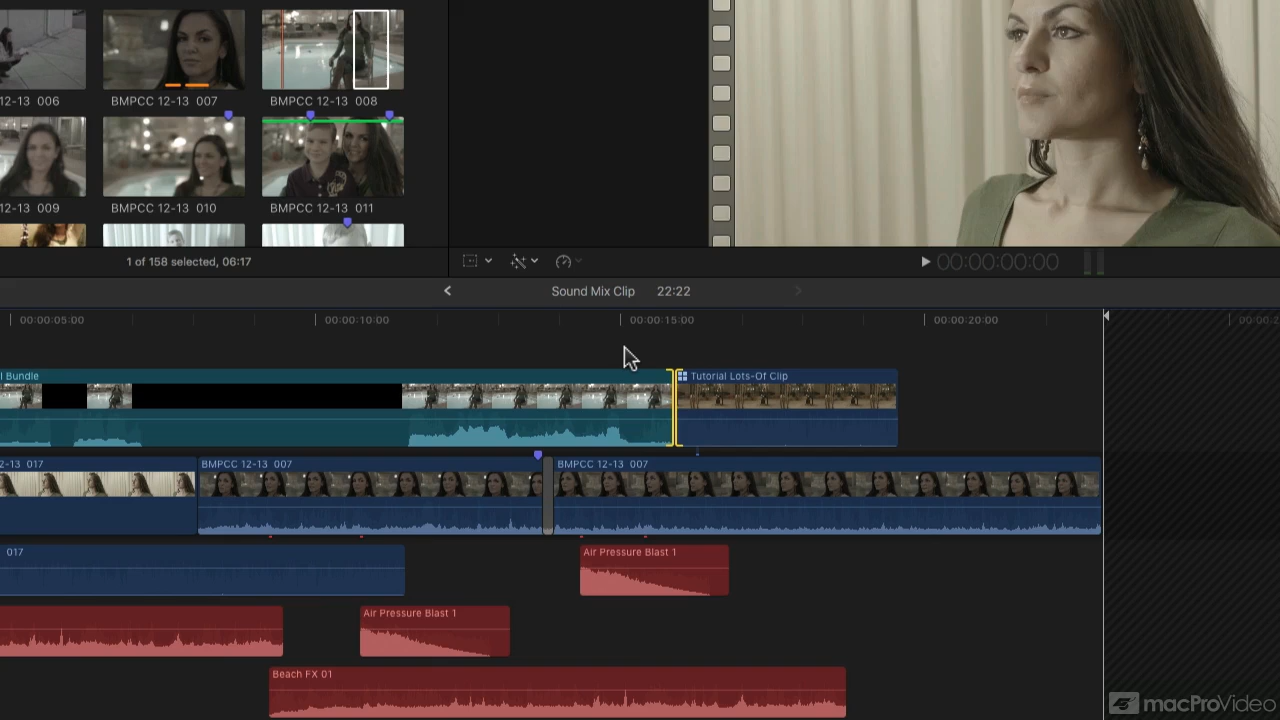 12-13 006
BMPCC 12-13 007
BMPCC 12-13 008
12-13 009
BMPCC 12-13 010
BMPCC 12-13 011
1 of 158 selected, 06:17
00:00:00:00
Sound Mix Clip 22:22
00:00:05:00
00:00:10:00
00:00:15:00
00:00:20:00
l Bundle
Tutorial Lots-Of Clip
2-13 017
BMPCC 12-13 007
BMPCC 12-13 007
017
Air Pressure Blast 1
Air Pressure Blast 1
Beach FX 01
macProVideo